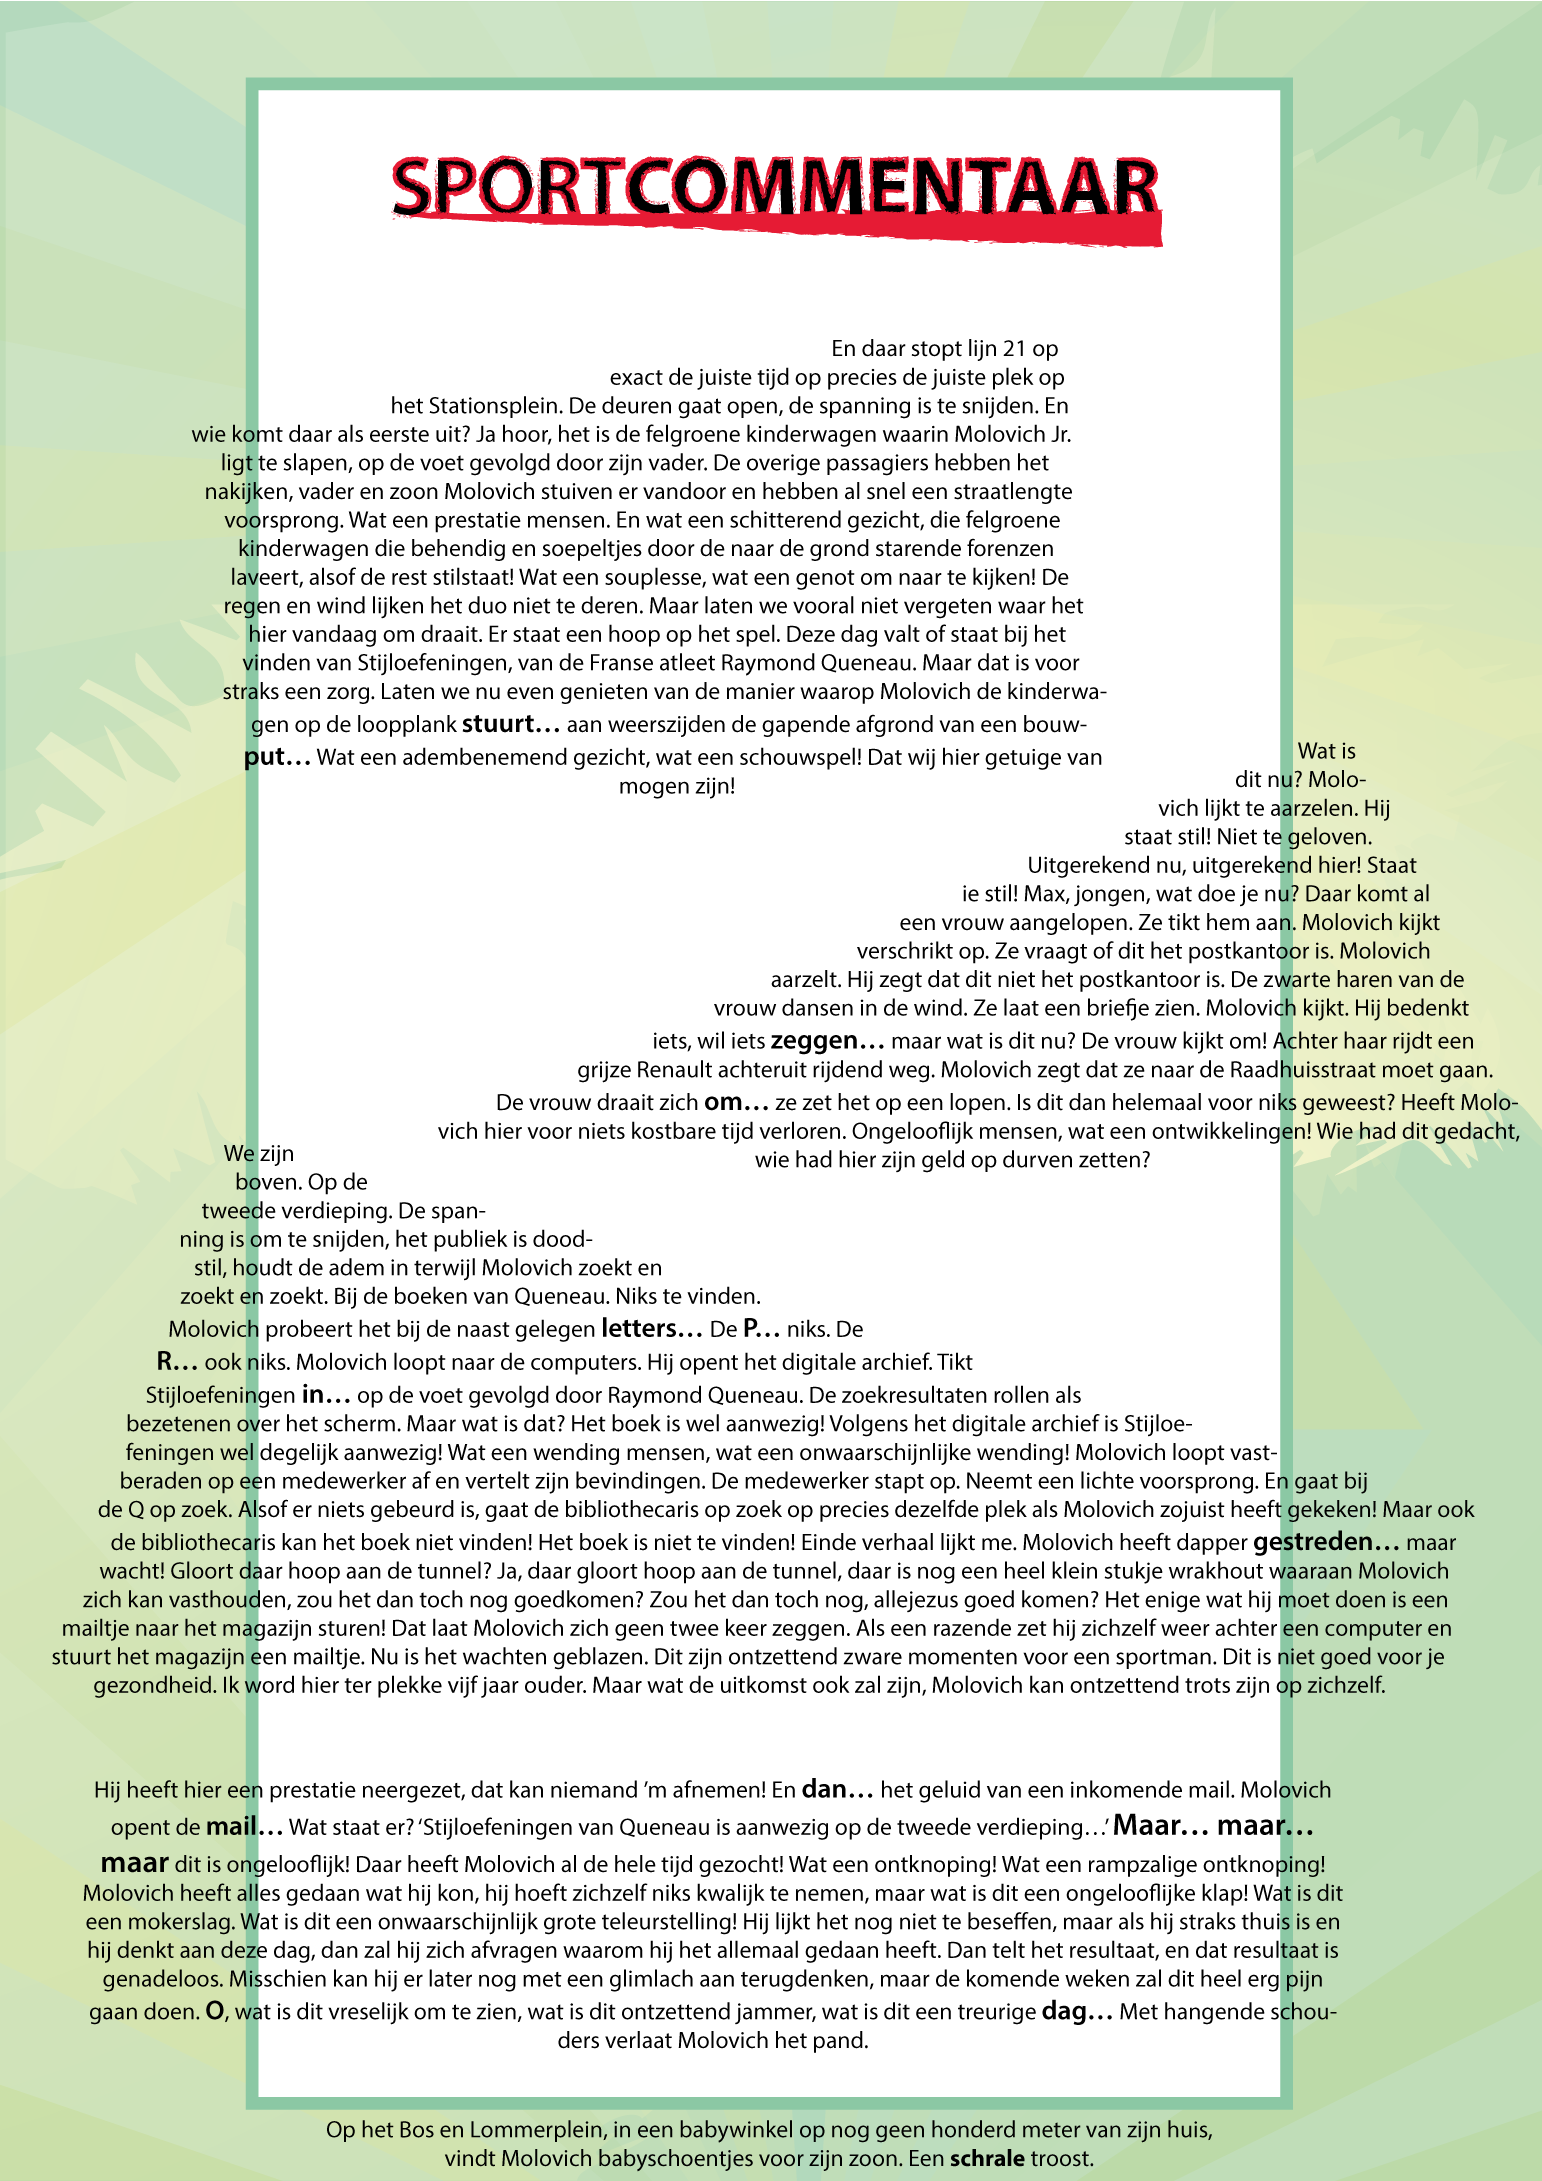 SPORTCOMMENTAAR
En daar stopt lijn 21 op
exact de juiste tijd op precies de juiste plek op
het Stationsplein. De deuren gaat open, de spanning is te snijden. En
wie komt daar als eerste uit? Ja hoor, het is de felgroene kinderwagen waarin Molovich Jr.
ligt te slapen, op de voet gevolgd door zijn vader. De overige passagiers hebben het
nakijken, vader en zoon Molovich stuiven er vandoor en hebben al snel een straatlengte
voorsprong. Wat een prestatie mensen. En wat een schitterend gezicht, die felgroene
kinderwagen die behendig en soepeltjes door de naar de grond starende forenzen
laveert, alsof de rest stilstaat! Wat een souplesse, wat een genot om naar te kijken! De
regen en wind lijken het duo niet te deren. Maar laten we vooral niet vergeten waar het
hier vandaag om draait. Er staat een hoop op het spel. Deze dag valt of staat bij het
vinden van Stijloefeningen, van de Franse atleet Raymond Queneau. Maar dat is voor
straks een zorg. Laten we nu even genieten van de manier waarop Molovich de kinderwa-
gen op de loopplank stuurt… aan weerszijden de gapende afgrond van een bouw-
put… Wat een adembenemend gezicht, wat een schouwspel! Dat wij hier getuige van
mogen zijn!
Wat is
dit nu? Molo-
vich lijkt te aarzelen. Hij
staat stil! Niet te geloven.
Uitgerekend nu, uitgerekend hier! Staat
ie stil! Max, jongen, wat doe je nu? Daar komt al
een vrouw aangelopen. Ze tikt hem aan. Molovich kijkt
verschrikt op. Ze vraagt of dit het postkantoor is. Molovich
aarzelt. Hij zegt dat dit niet het postkantoor is. De zwarte haren van de
vrouw dansen in de wind. Ze laat een briefje zien. Molovich kijkt. Hij bedenkt
iets, wil iets zeggen… maar wat is dit nu? De vrouw kijkt om! Achter haar rijdt een
grijze Renault achteruit rijdend weg. Molovich zegt dat ze naar de Raadhuisstraat moet gaan.
De vrouw draait zich om… ze zet het op een lopen. Is dit dan helemaal voor niks geweest? Heeft Molo-
vich hier voor niets kostbare tijd verloren. Ongelooflijk mensen, wat een ontwikkelingen! Wie had dit gedacht,
wie had hier zijn geld op durven zetten?
We zijn
boven. Op de
tweede verdieping. De span-
ning is om te snijden, het publiek is dood-
stil, houdt de adem in terwijl Molovich zoekt en
zoekt en zoekt. Bij de boeken van Queneau. Niks te vinden.
Molovich probeert het bij de naast gelegen letters… De P… niks. De
R… ook niks. Molovich loopt naar de computers. Hij opent het digitale archief. Tikt
Stijloefeningen in… op de voet gevolgd door Raymond Queneau. De zoekresultaten rollen als
bezetenen over het scherm. Maar wat is dat? Het boek is wel aanwezig! Volgens het digitale archief is Stijloe-
feningen wel degelijk aanwezig! Wat een wending mensen, wat een onwaarschijnlijke wending! Molovich loopt vast-
beraden op een medewerker af en vertelt zijn bevindingen. De medewerker stapt op. Neemt een lichte voorsprong. En gaat bij
de Q op zoek. Alsof er niets gebeurd is, gaat de bibliothecaris op zoek op precies dezelfde plek als Molovich zojuist heeft gekeken! Maar ook
de bibliothecaris kan het boek niet vinden! Het boek is niet te vinden! Einde verhaal lijkt me. Molovich heeft dapper gestreden… maar
wacht! Gloort daar hoop aan de tunnel? Ja, daar gloort hoop aan de tunnel, daar is nog een heel klein stukje wrakhout waaraan Molovich
zich kan vasthouden, zou het dan toch nog goedkomen? Zou het dan toch nog, allejezus goed komen? Het enige wat hij moet doen is een
mailtje naar het magazijn sturen! Dat laat Molovich zich geen twee keer zeggen. Als een razende zet hij zichzelf weer achter een computer en
stuurt het magazijn een mailtje. Nu is het wachten geblazen. Dit zijn ontzettend zware momenten voor een sportman. Dit is niet goed voor je
gezondheid. Ik word hier ter plekke vijf jaar ouder. Maar wat de uitkomst ook zal zijn, Molovich kan ontzettend trots zijn op zichzelf.
Hij heeft hier een prestatie neergezet, dat kan niemand ’m afnemen! En dan… het geluid van een inkomende mail. Molovich
opent de mail… Wat staat er? ‘Stijloefeningen van Queneau is aanwezig op de tweede verdieping…’ Maar… maar…
maar dit is ongelooflijk! Daar heeft Molovich al de hele tijd gezocht! Wat een ontknoping! Wat een rampzalige ontknoping!
Molovich heeft alles gedaan wat hij kon, hij hoeft zichzelf niks kwalijk te nemen, maar wat is dit een ongelooflijke klap! Wat is dit
een mokerslag. Wat is dit een onwaarschijnlijk grote teleurstelling! Hij lijkt het nog niet te beseffen, maar als hij straks thuis is en
hij denkt aan deze dag, dan zal hij zich afvragen waarom hij het allemaal gedaan heeft. Dan telt het resultaat, en dat resultaat is
genadeloos. Misschien kan hij er later nog met een glimlach aan terugdenken, maar de komende weken zal dit heel erg pijn
gaan doen. O, wat is dit vreselijk om te zien, wat is dit ontzettend jammer, wat is dit een treurige dag… Met hangende schou-
ders verlaat Molovich het pand.
Op het Bos en Lommerplein, in een babywinkel op nog geen honderd meter van zijn huis,
vindt Molovich babyschoentjes voor zijn zoon. Een schrale troost.